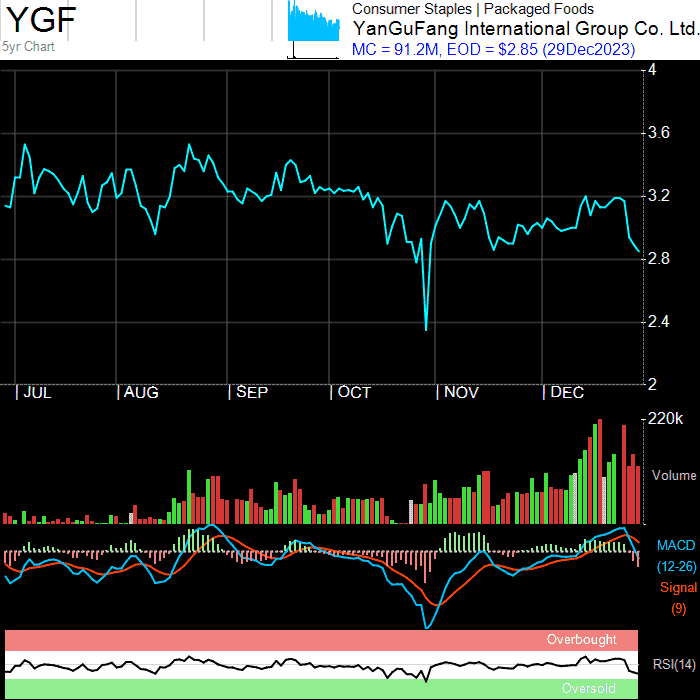 YGF
5yr Chart
Consumer Staples | Packaged Foods
YanGuFang International Group Co. Ltd.
MC = 91.2M, EOD = $2.85 (29Dec2023)
4
3.6
3.2
2.8
2.4
2
| JUL | AUG | SEP | OCT | NOV | DEC
220k
Volume
MACD
(12-26)
Signal
(9)
Overbought
RSI(14)
Oversold